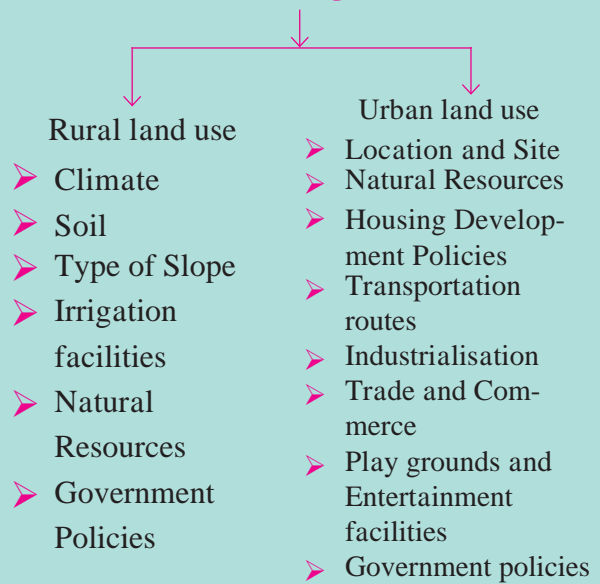 Rural land use
➢ Climate
➢ Soil
➢ Type of Slope
➢ Irrigation
facilities
➢ Natural
Resources
➢ Government
Policies
Urban land use
➢ Location and Site
➢ Natural Resources
➢ Housing Develop-
ment Policies
➢ Transportation
routes
➢ Industrialisation
➢ Trade and Com-
merce
➢ Play grounds and
Entertainment
facilities
➢ Government policies